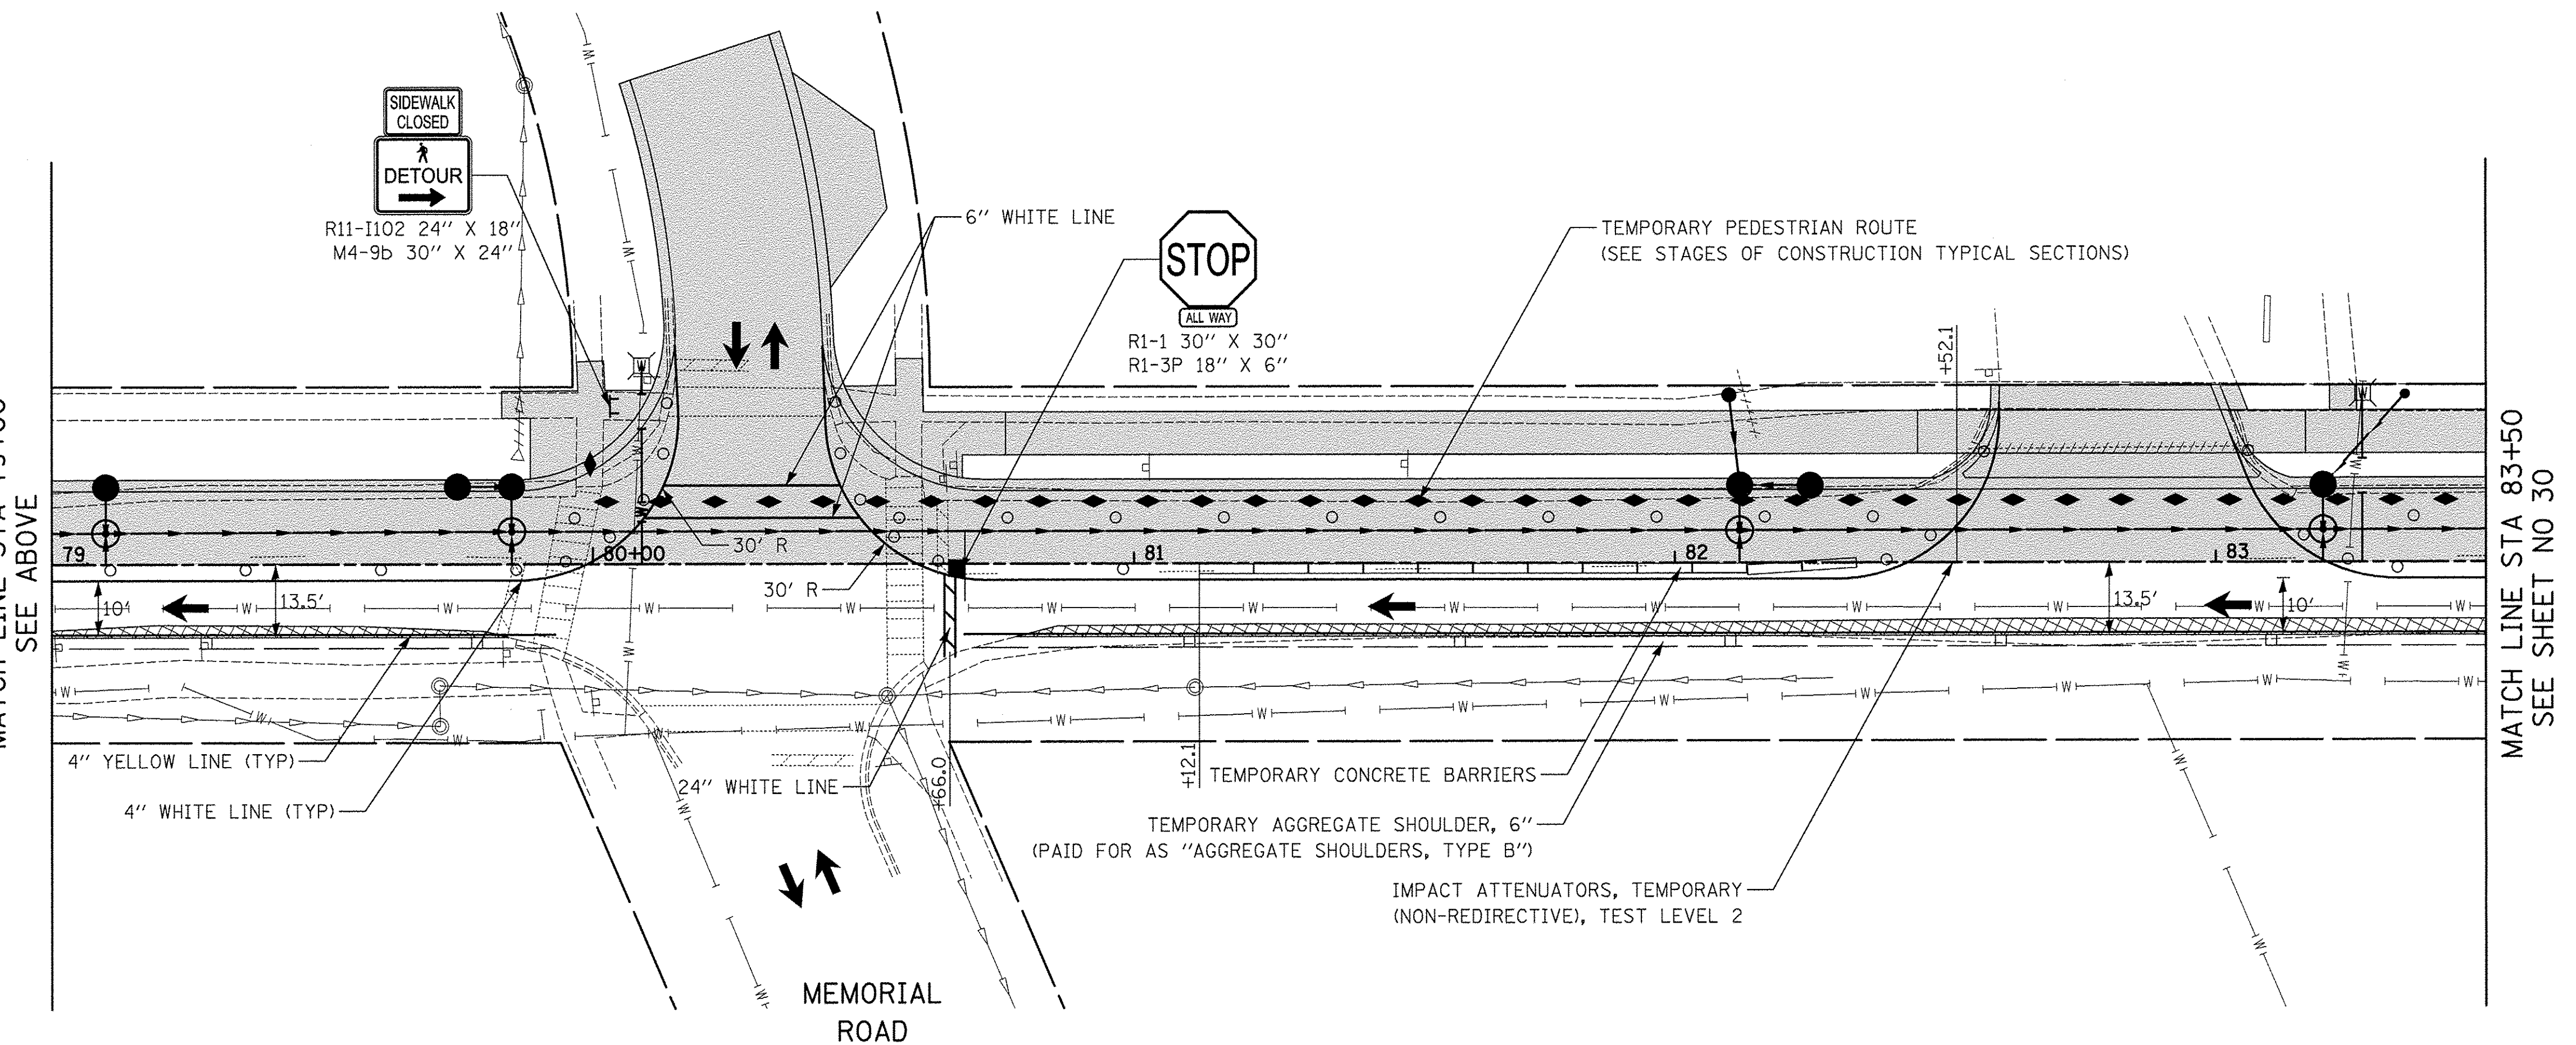 SIDEWALK
CLOSED
DETOUR
R11-I102 24" X 18"
M4-9b 30" X 24"
6" WHITE LINE
STOP
ALL WAY
R1-1 30" X 30"
R1-3P 18" X 6"
TEMPORARY PEDESTRIAN ROUTE
(SEE STAGES OF CONSTRUCTION TYPICAL SECTIONS)
+52.1
SEE ABOVE
MATCH LINE STA 83+50
SEE SHEET NO 30
79
80+00
81
82
83
30' R
30' R
10'
13.5'
13.5'
10'
4" YELLOW LINE (TYP)
4" WHITE LINE (TYP)
24" WHITE LINE
+66.0
+12.1
TEMPORARY CONCRETE BARRIERS
TEMPORARY AGGREGATE SHOULDER, 6"
(PAID FOR AS "AGGREGATE SHOULDERS, TYPE B")
IMPACT ATTENUATORS, TEMPORARY
(NON-REDIRECTIVE), TEST LEVEL 2
MEMORIAL
ROAD